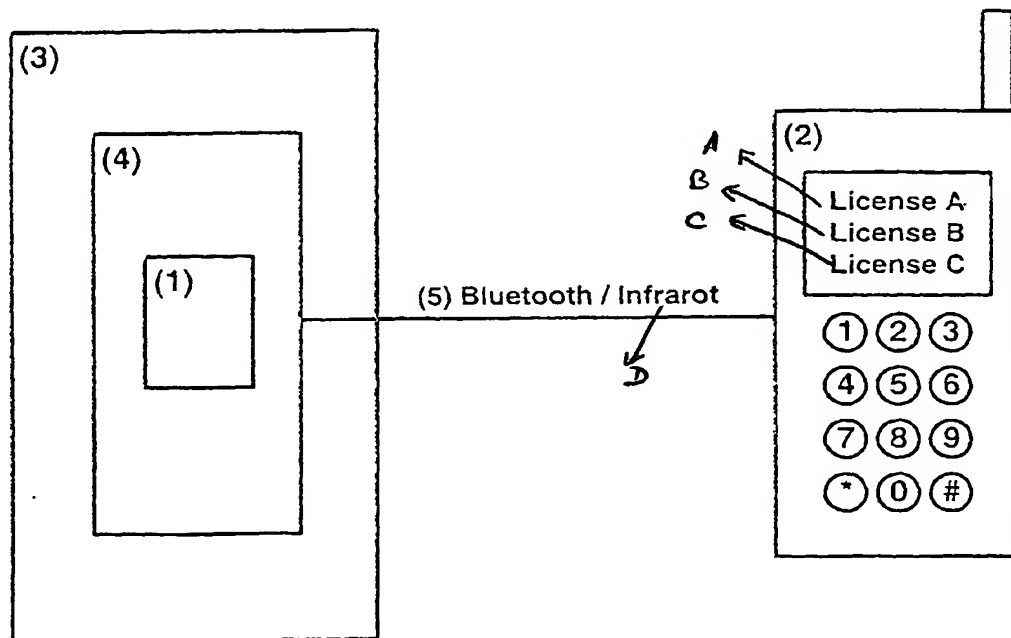 (3)
(4)
(1)
(2)
A
B
C
License A
License B
License C
(5) Bluetooth / Infrarot
D
1 2 3
4 5 6
7 8 9
* 0 #